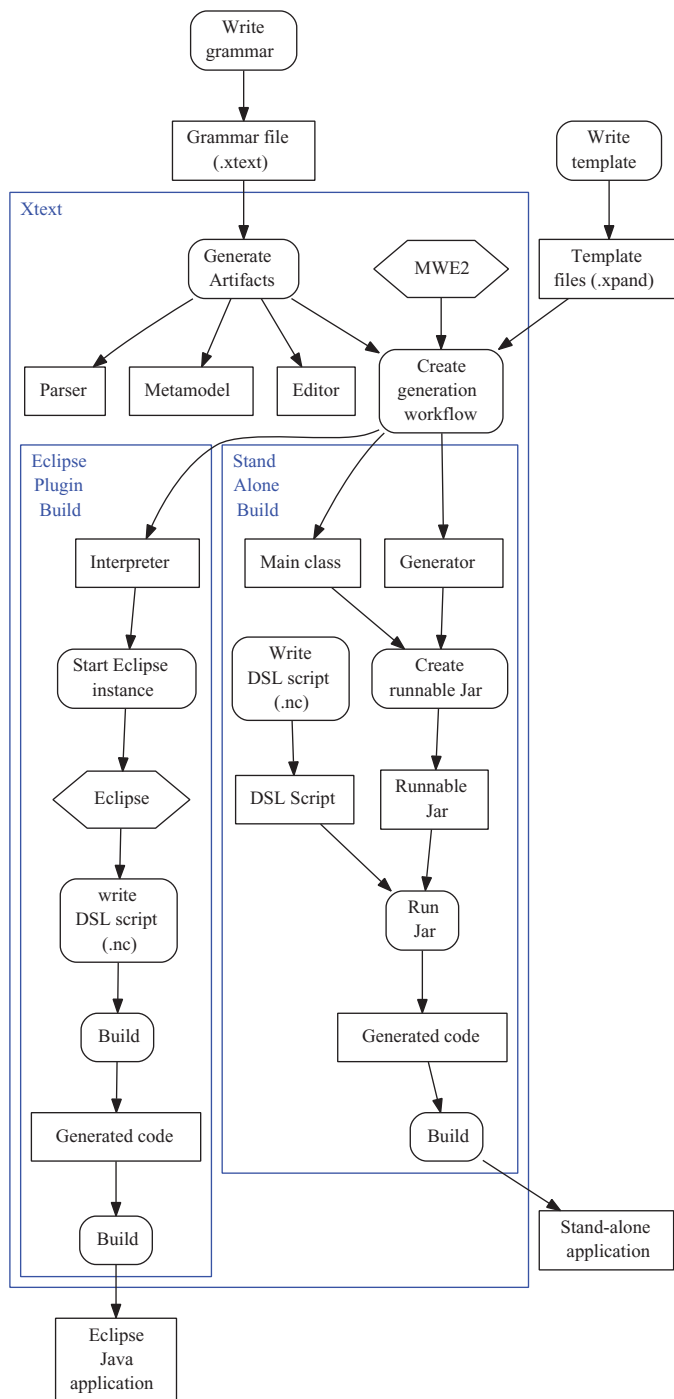 Write
grammar
Grammar file
(.xtext)
Write
template
Xtext
Generate
Artifacts
MWE2
Template
files (.xpand)
Parser
Metamodel
Editor
Create
generation
workflow
Eclipse
Plugin
Build
Stand
Alone
Build
Interpreter
Main class
Generator
Start Eclipse
instance
Write
DSL script
(.nc)
Create
runnable Jar
Eclipse
DSL Script
Runnable
Jar
write
DSL script
(.nc)
Run
Jar
Build
Generated code
Generated code
Build
Build
Stand-alone
application
Eclipse
Java
application